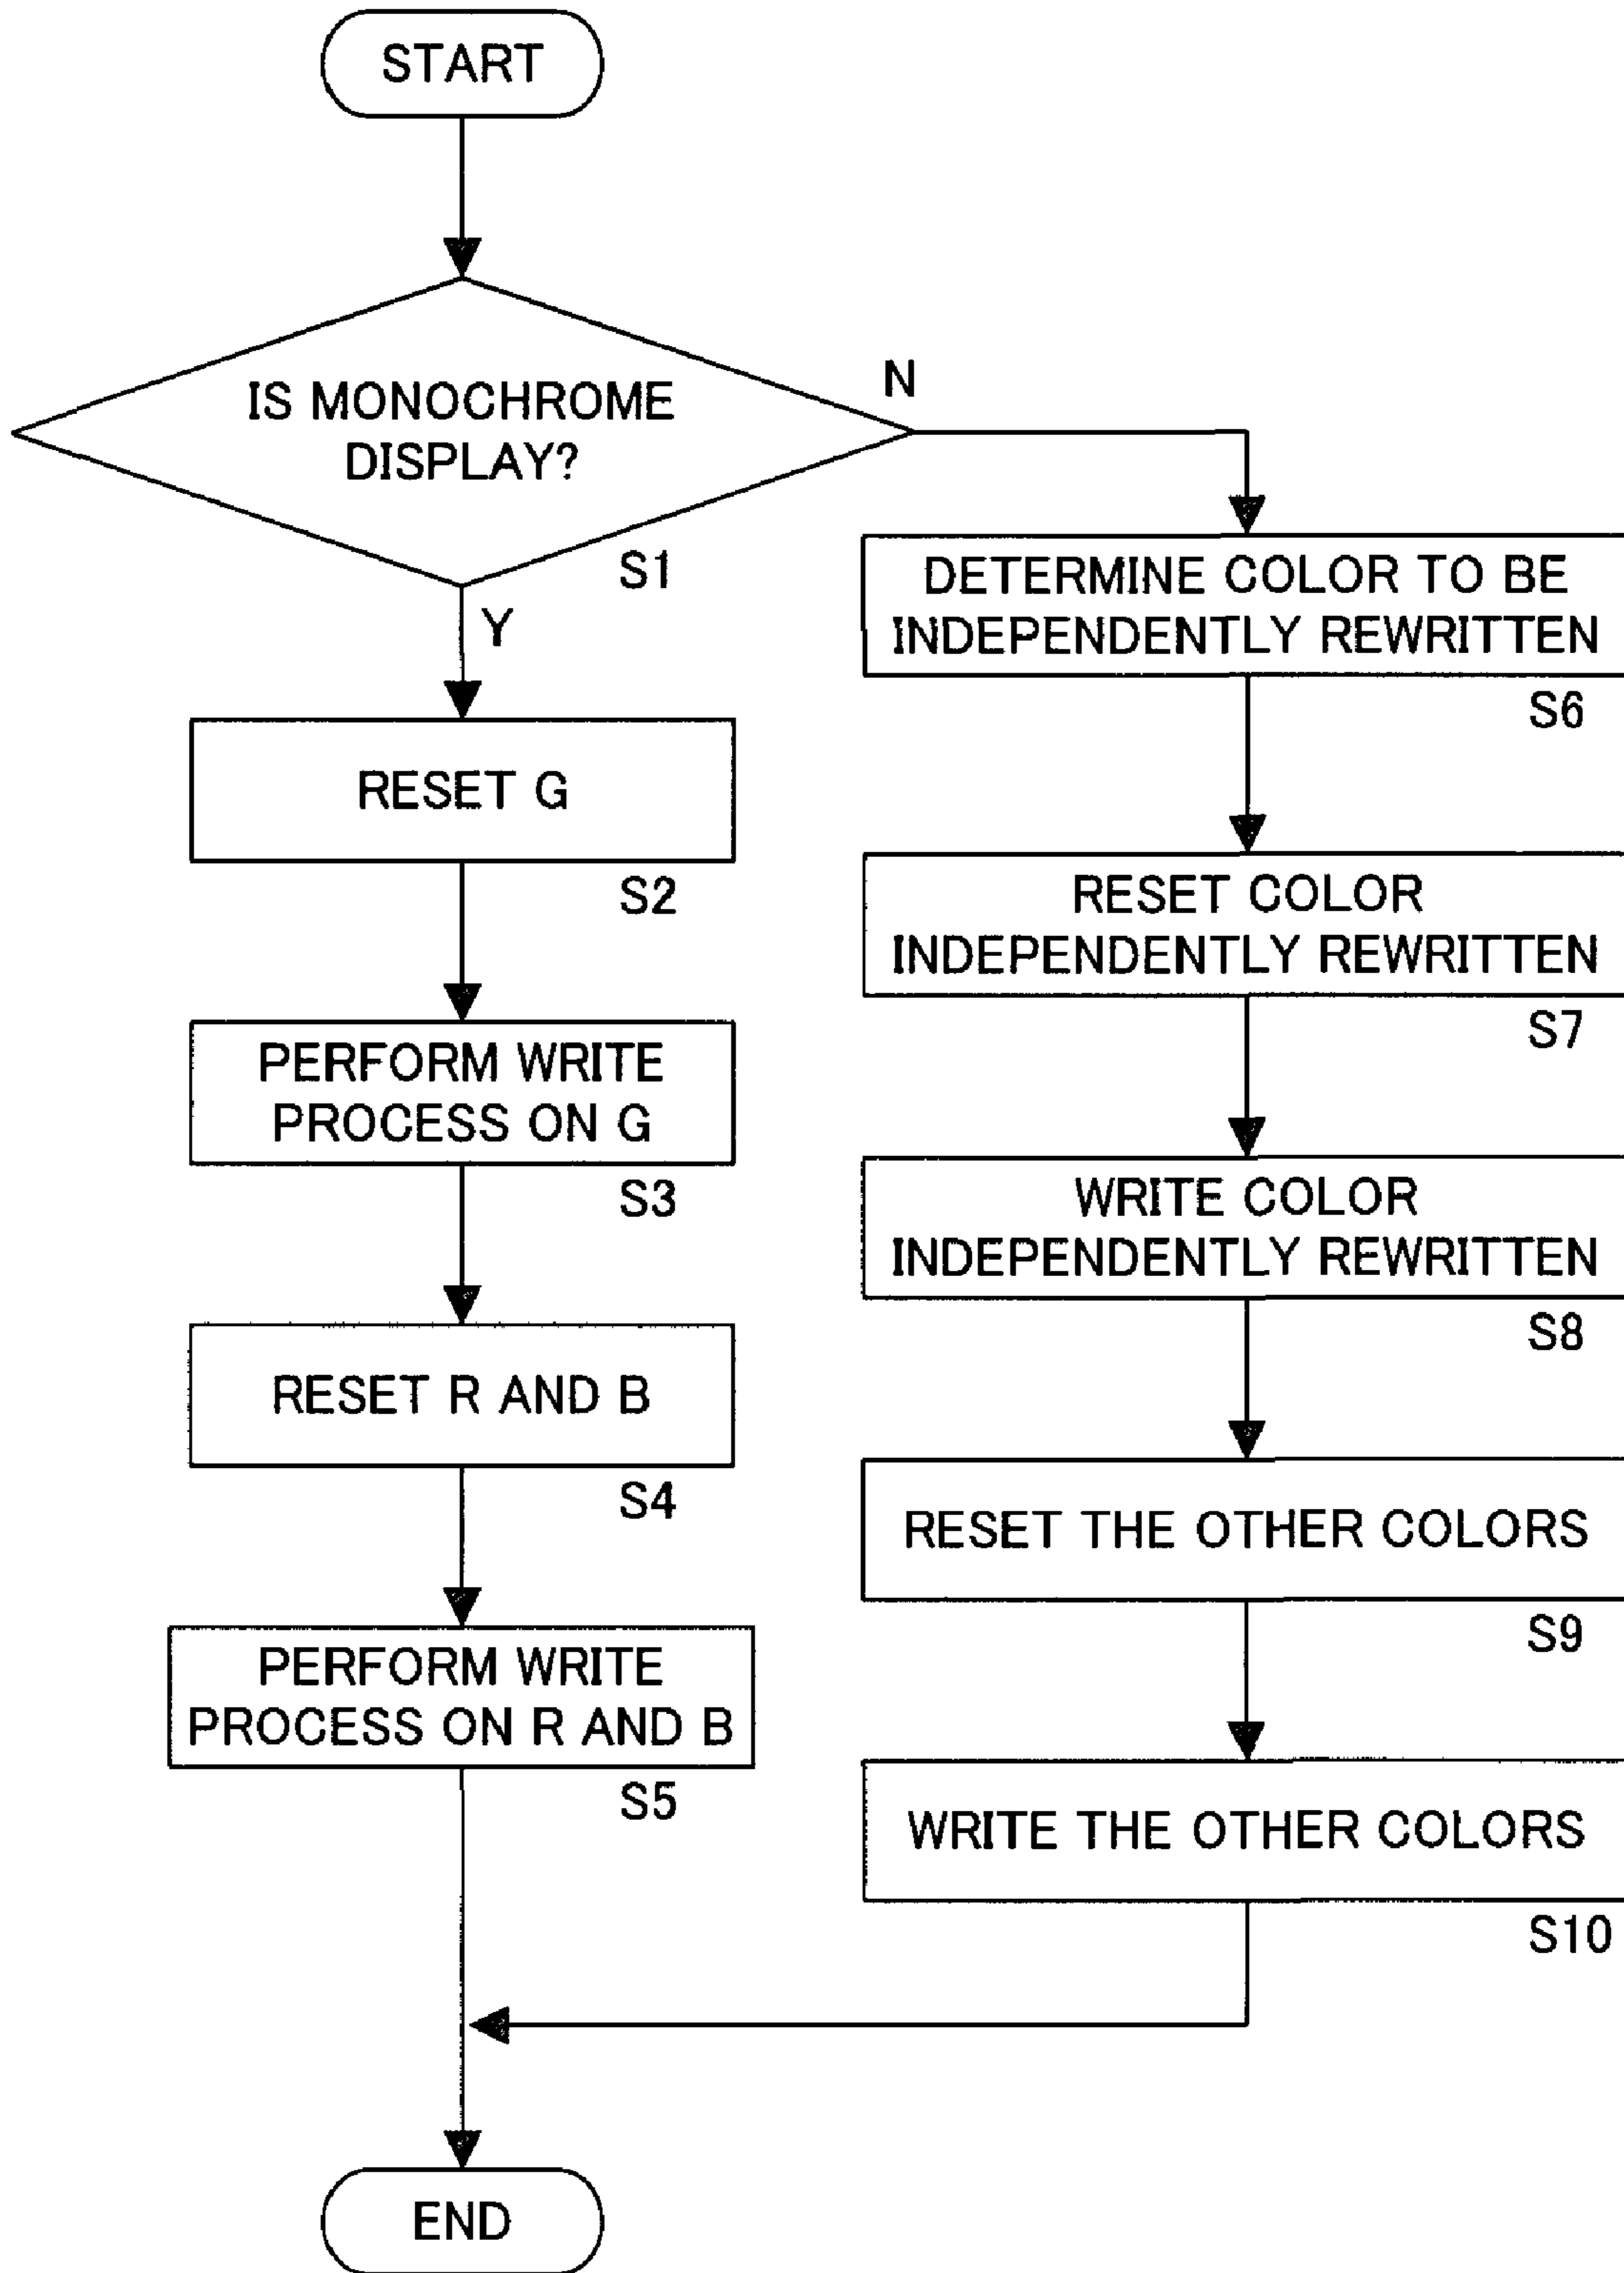 START
IS MONOCHROME
DISPLAY?
S1
Y
N
RESET G
S2
PERFORM WRITE
PROCESS ON G
S3
RESET R AND B
S4
PERFORM WRITE
PROCESS ON R AND B
S5
DETERMINE COLOR TO BE
INDEPENDENTLY REWRITTEN
S6
RESET COLOR
INDEPENDENTLY REWRITTEN
S7
WRITE COLOR
INDEPENDENTLY REWRITTEN
S8
RESET THE OTHER COLORS
S9
WRITE THE OTHER COLORS
S10
END